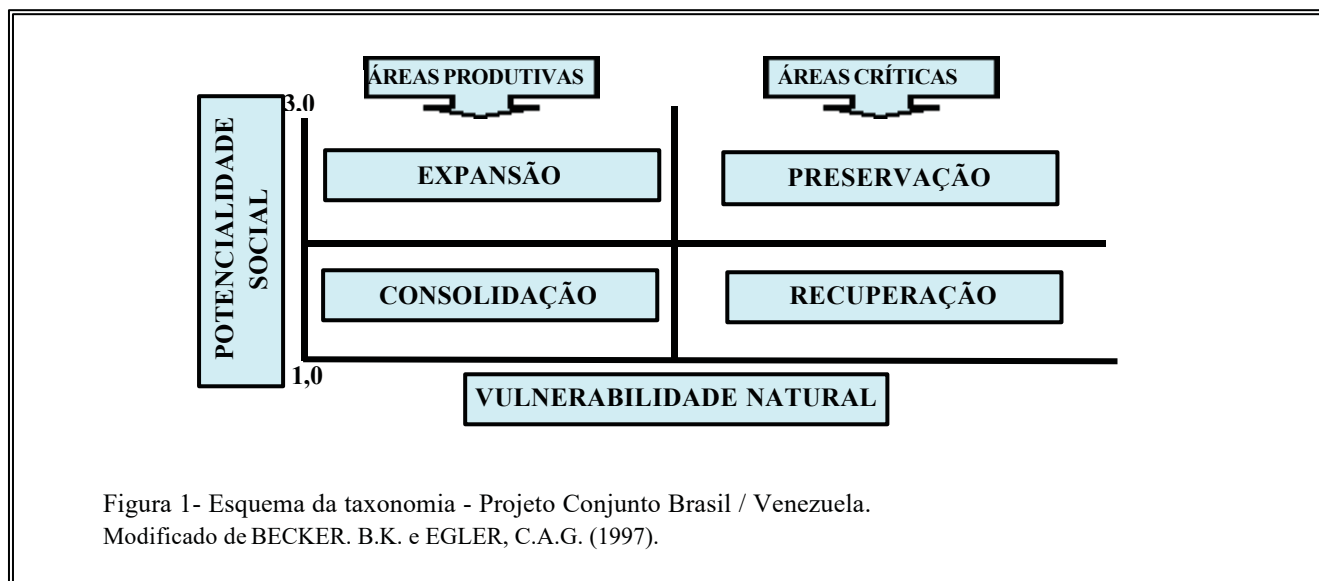 ÁREAS PRODUTIVAS
ÁREAS CRÍTICAS
3.0
POTENCIALIDADE
SOCIAL
EXPANSÃO
PRESERVAÇÃO
CONSOLIDAÇÃO
RECUPERAÇÃO
1,0
VULNERABILIDADE NATURAL
Figura 1- Esquema da taxonomia - Projeto Conjunto Brasil / Venezuela.
Modificado de BECKER. B.K. e EGLER, C.A.G. (1997).